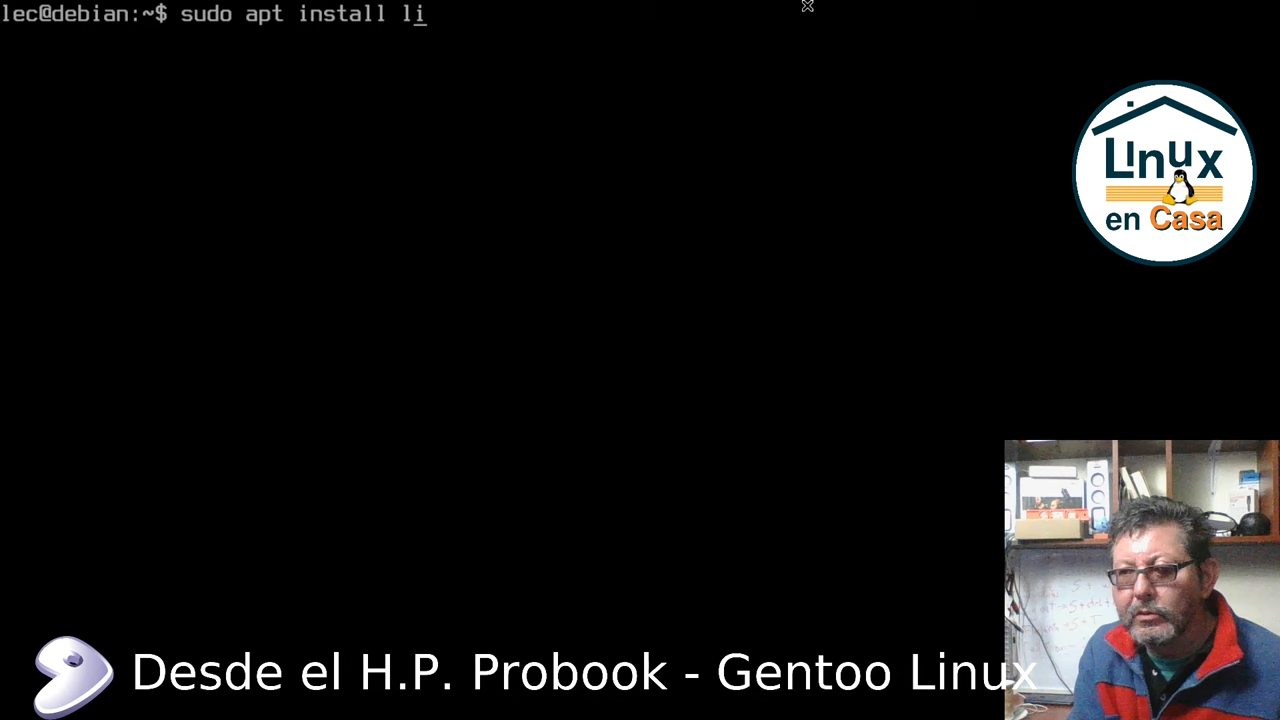 lec@debian:~$ sudo apt install li
Linux
en Casa
Desde el H.P. Probook - Gentoo Linux